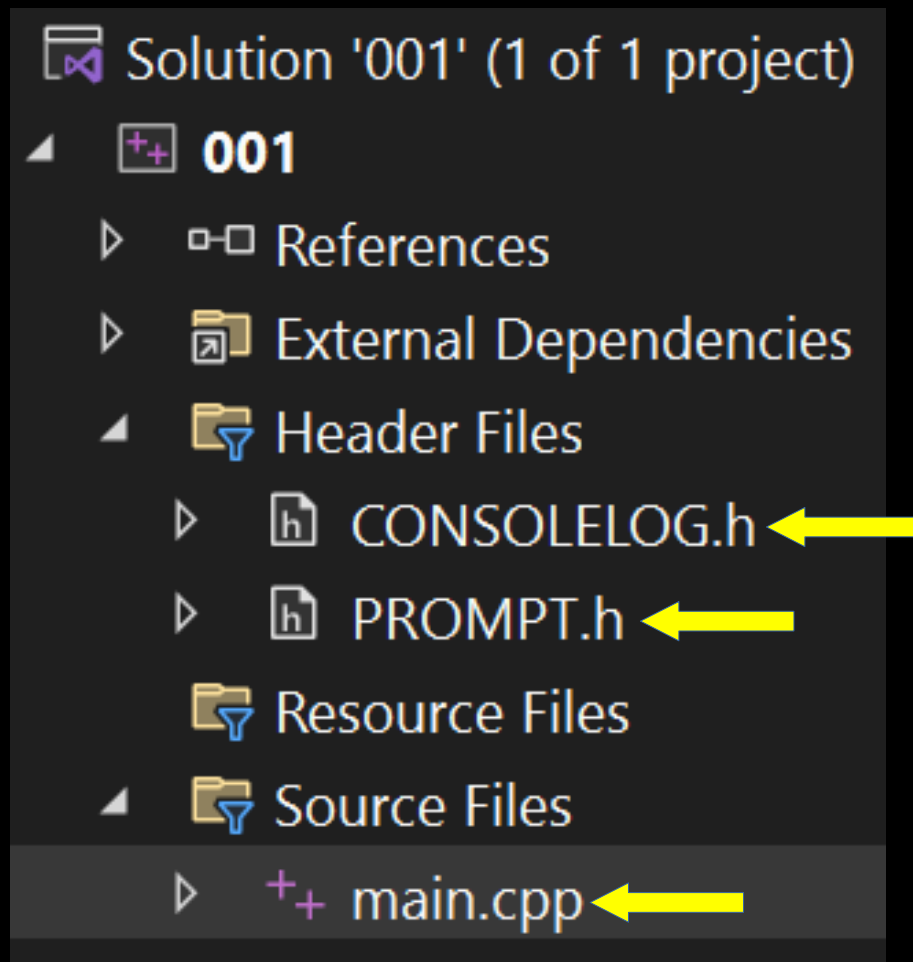 Solution '001' (1 of 1 project)
001
References
External Dependencies
Header Files
CONSOLELOG.h
PROMPT.h
Resource Files
Source Files
main.cpp